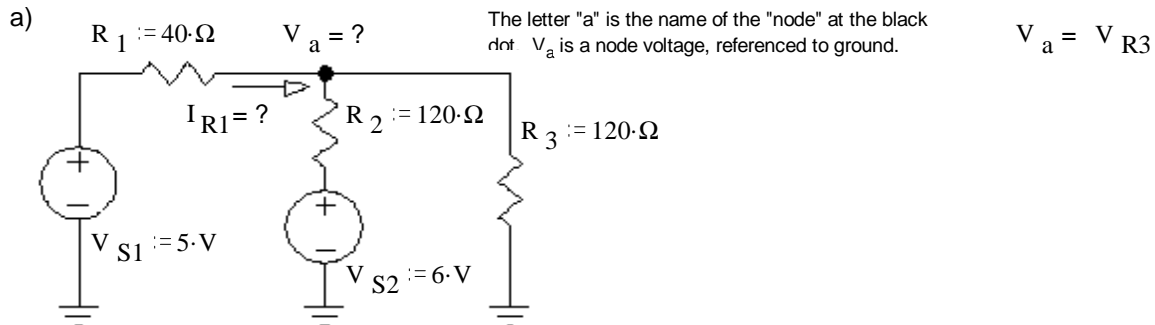 a)
R 1 := 40·Ω
V a = ?
The letter "a" is the name of the "node" at the black
dot. V a is a node voltage, referenced to ground.
V a = V R3
I R1 = ?
R 2 := 120·Ω
R 3 := 120·Ω
+
−
V S1 := 5·V
+
−
V S2 := 6·V